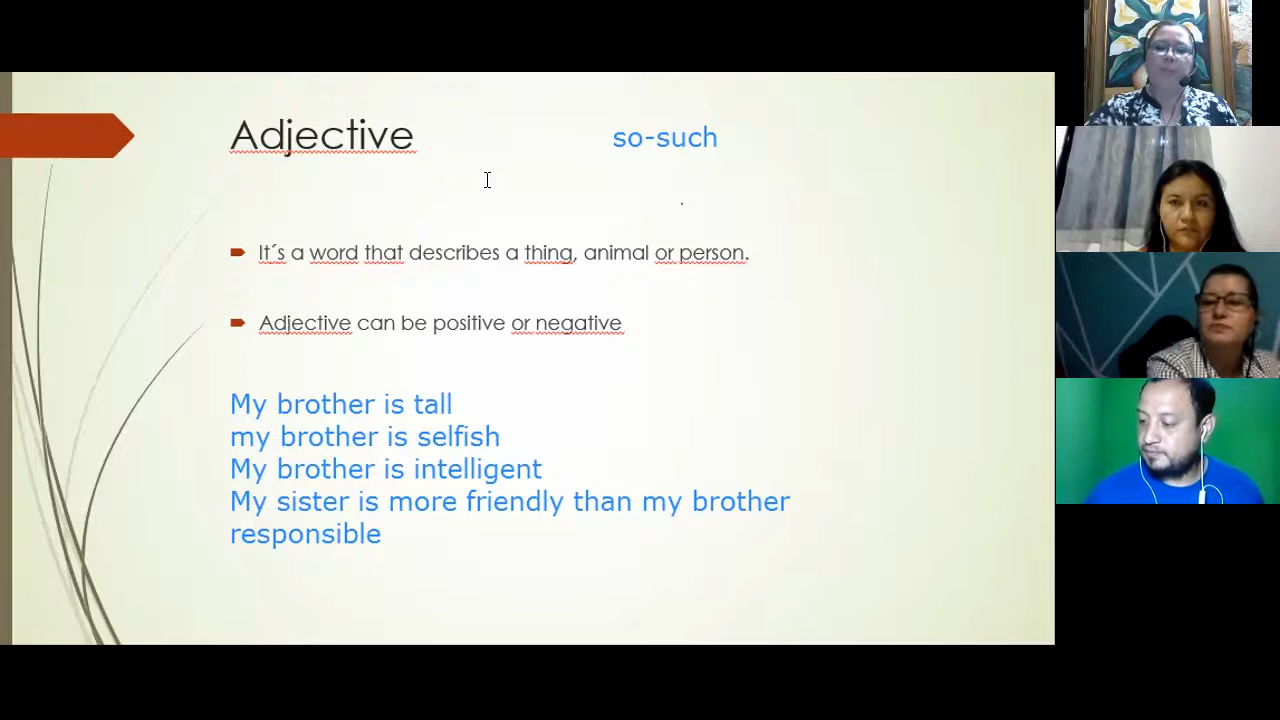 Adjective so-such
It´s a word that describes a thing, animal or person.
Adjective can be positive or negative
My brother is tall
my brother is selfish
My brother is intelligent
My sister is more friendly than my brother
responsible